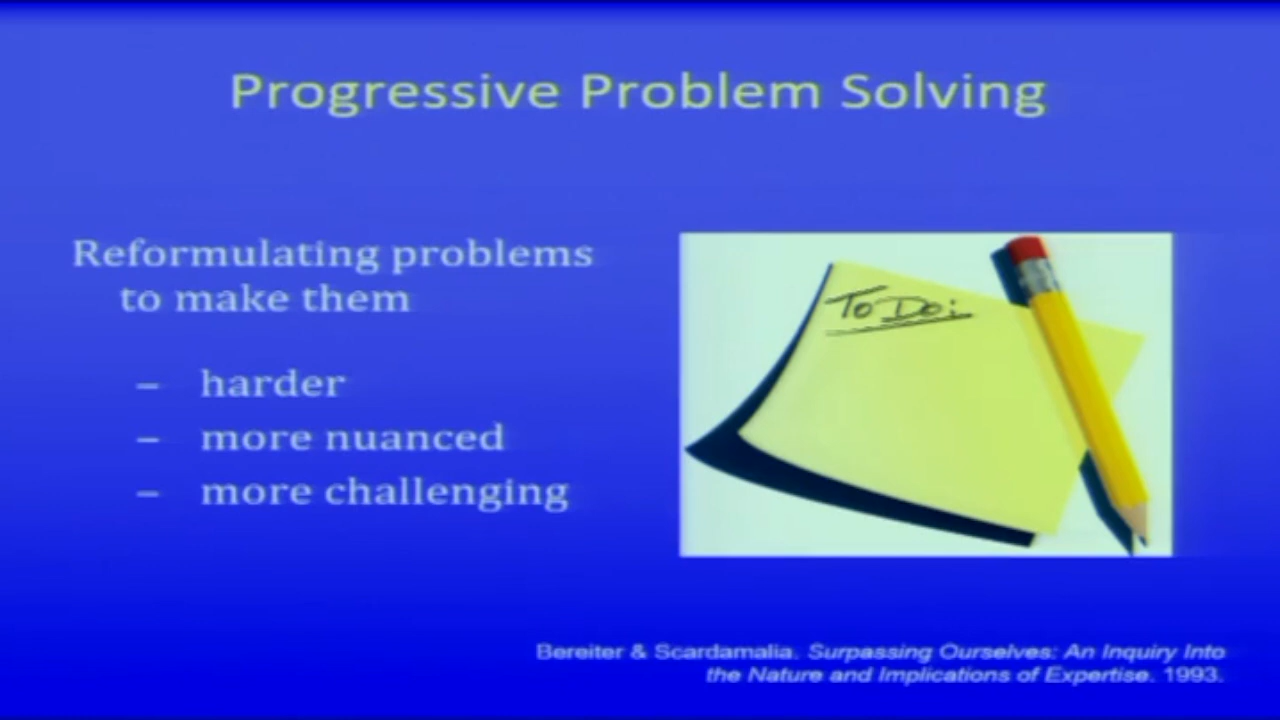 Progressive Problem Solving
Reformulating problems
to make them
– harder
– more nuanced
– more challenging
To Do:
Bereiter & Scardamalia. Surpassing Ourselves: An Inquiry Into
the Nature and Implications of Expertise. 1993.